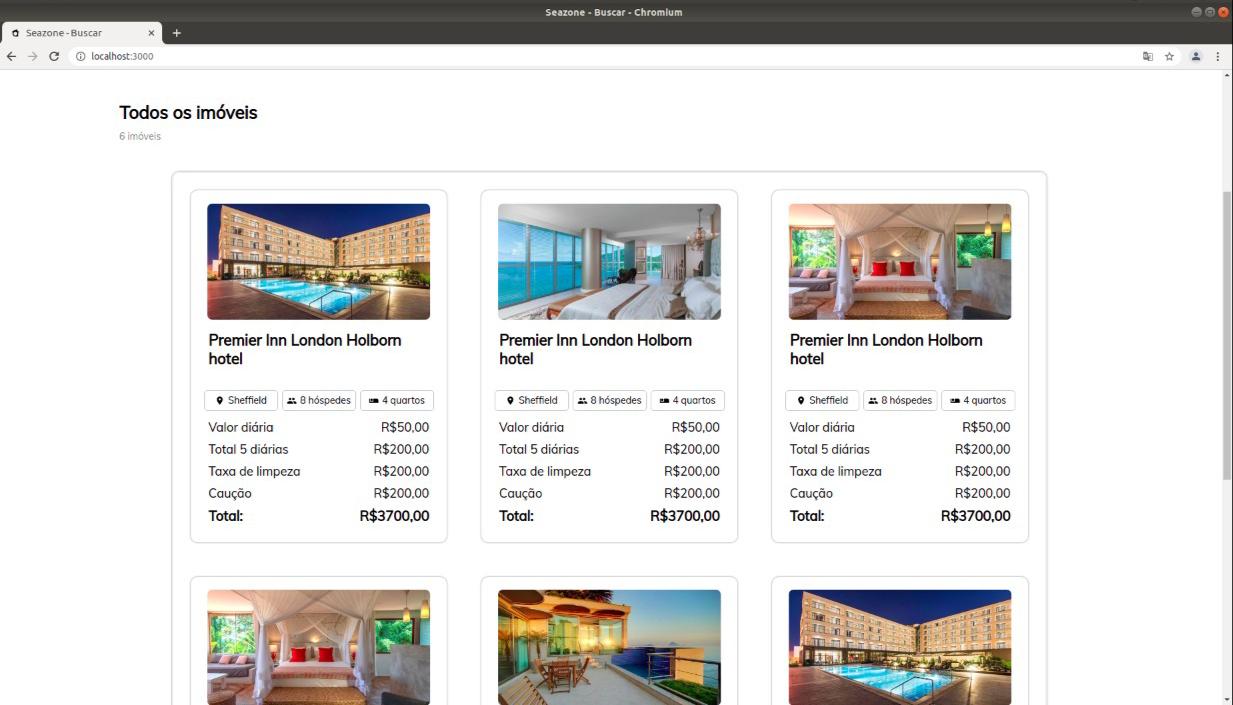 Seazone - Buscar - Chromium
Seazone - Buscar
localhost:3000
Todos os imóveis
6 imóveis
Premier Inn London Holborn
hotel
Sheffield 8 hóspedes 4 quartos
Valor diária R$50,00
Total 5 diárias R$200,00
Taxa de limpeza R$200,00
Caução R$200,00
Total: R$3700,00
Premier Inn London Holborn
hotel
Sheffield 8 hóspedes 4 quartos
Valor diária R$50,00
Total 5 diárias R$200,00
Taxa de limpeza R$200,00
Caução R$200,00
Total: R$3700,00
Premier Inn London Holborn
hotel
Sheffield 8 hóspedes 4 quartos
Valor diária R$50,00
Total 5 diárias R$200,00
Taxa de limpeza R$200,00
Caução R$200,00
Total: R$3700,00